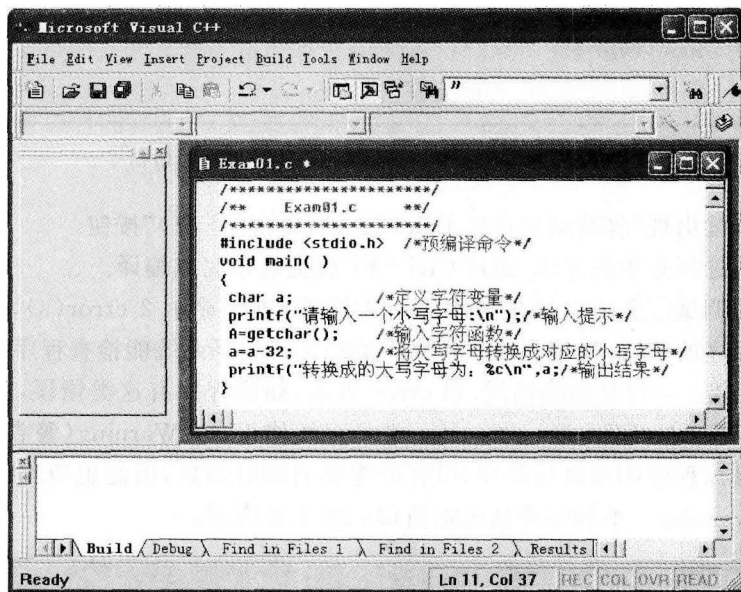 Microsoft Visual C++
File Edit View Insert Project Build Tools Window Help
"
Exam01.c *
/***********************/
/**    Exam01.c    **/
/***********************/
#include <stdio.h>  /*预编译命令*/
void main( )
{
char a;    /*定义字符变量*/
printf("请输入一个小写字母:\n");/*输入提示*/
A=getchar();    /*输入字符函数*/
a=a-32;    /*将大写字母转换成对应的小写字母*/
printf("转换成的大写字母为：%c\n",a;/*输出结果*/
}
Build Debug Find in Files 1 Find in Files 2 Results
Ready Ln 11, Col 37 REC COL OVR READ